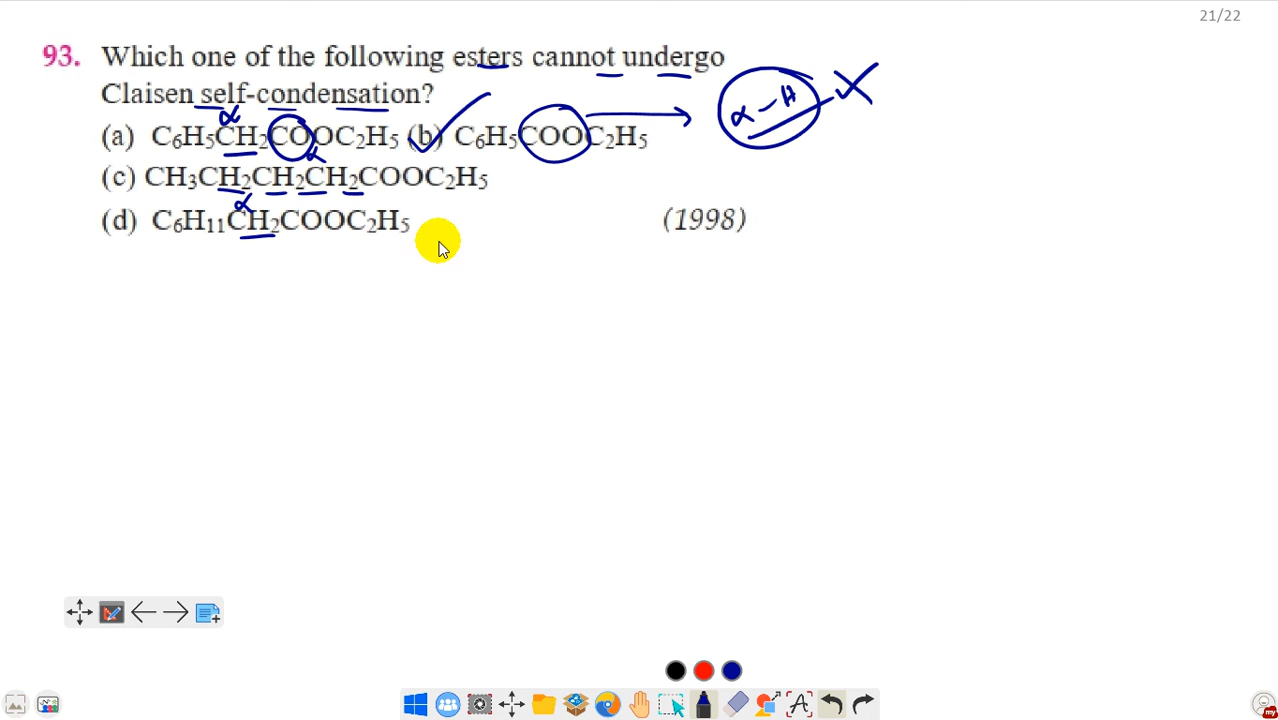 21/22
93. Which one of the following esters cannot undergo
Claisen self-condensation?
α
α – H
(a) C₆H₅CH₂COOC₂H₅ (b) C₆H₅COOC₂H₅
α
(c) CH₃CH₂CH₂CH₂COOC₂H₅
α
(d) C₆H₁₁CH₂COOC₂H₅ (1998)